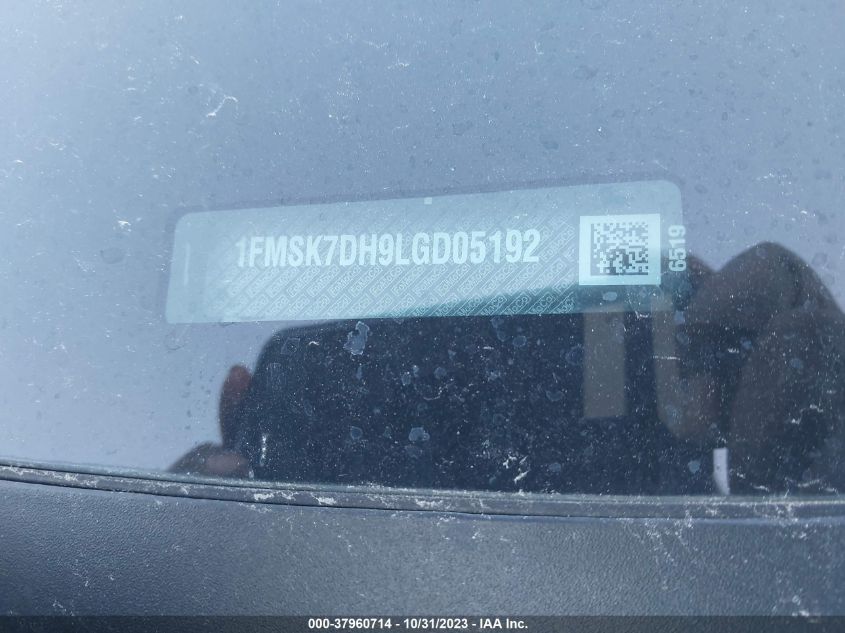 1FMSK7DH9LGD05192
6519
000-37960714 - 10/31/2023 - IAA Inc.